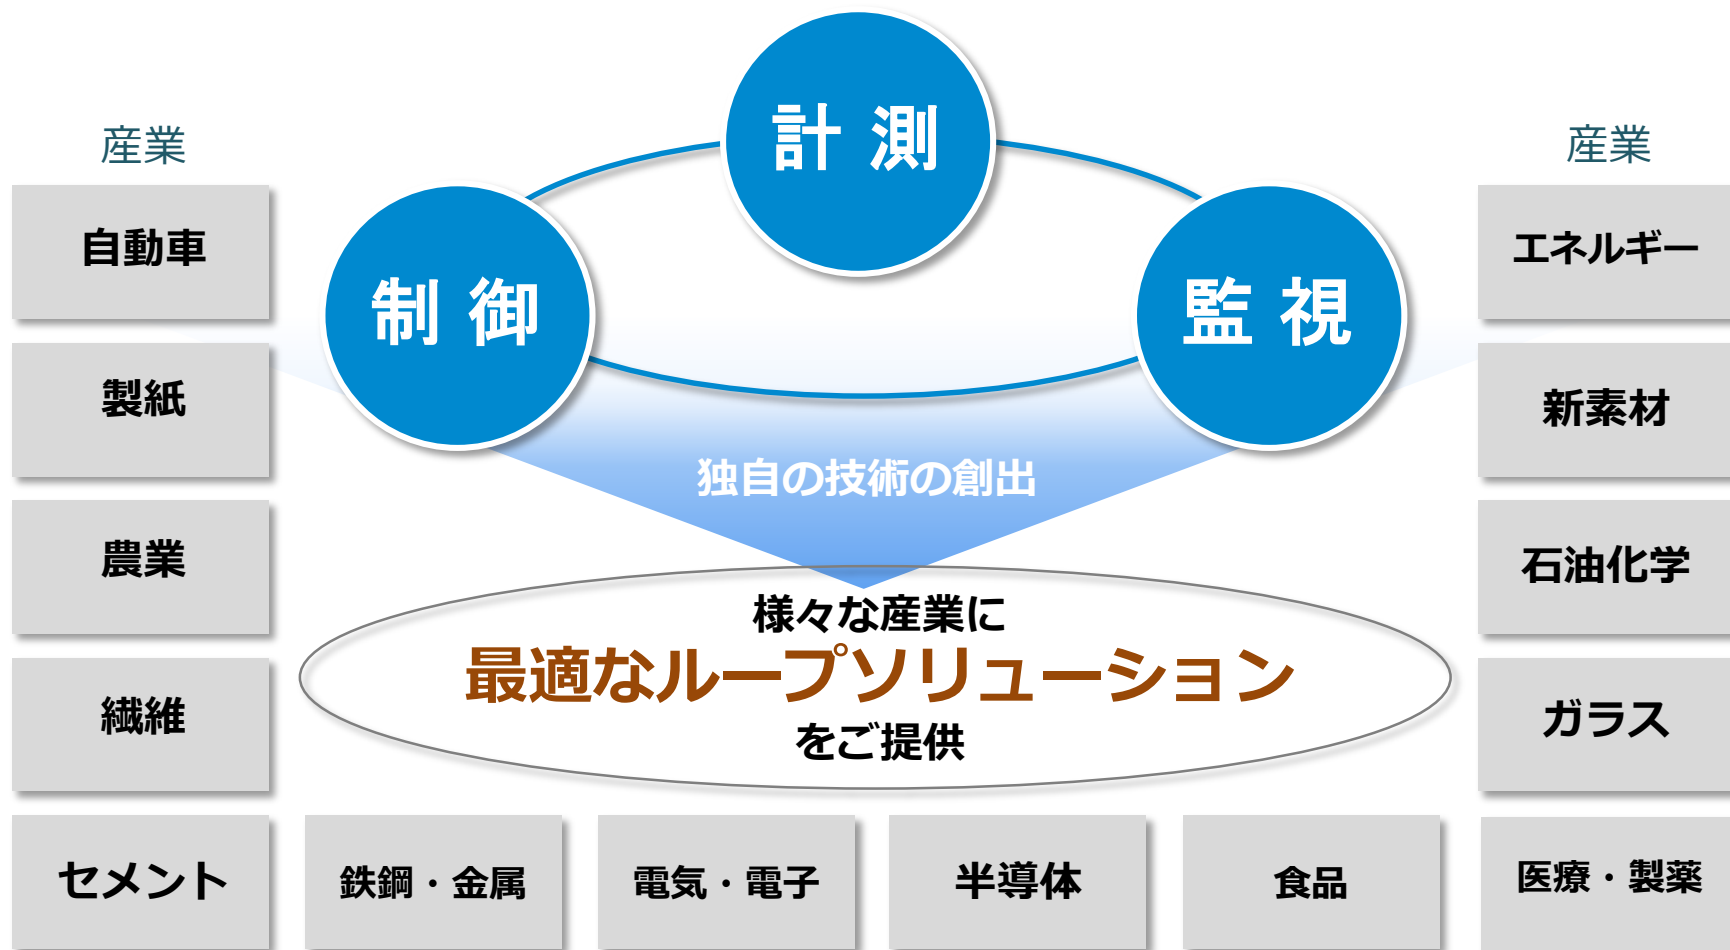 計 測
産業
産業
制 御
監 視
自動車
エネルギー
製紙
新素材
独自の技術の創出
農業
石油化学
様々な産業に
最適なループソリューション
をご提供
繊維
ガラス
セメント
鉄鋼・金属
電気・電子
半導体
食品
医療・製薬